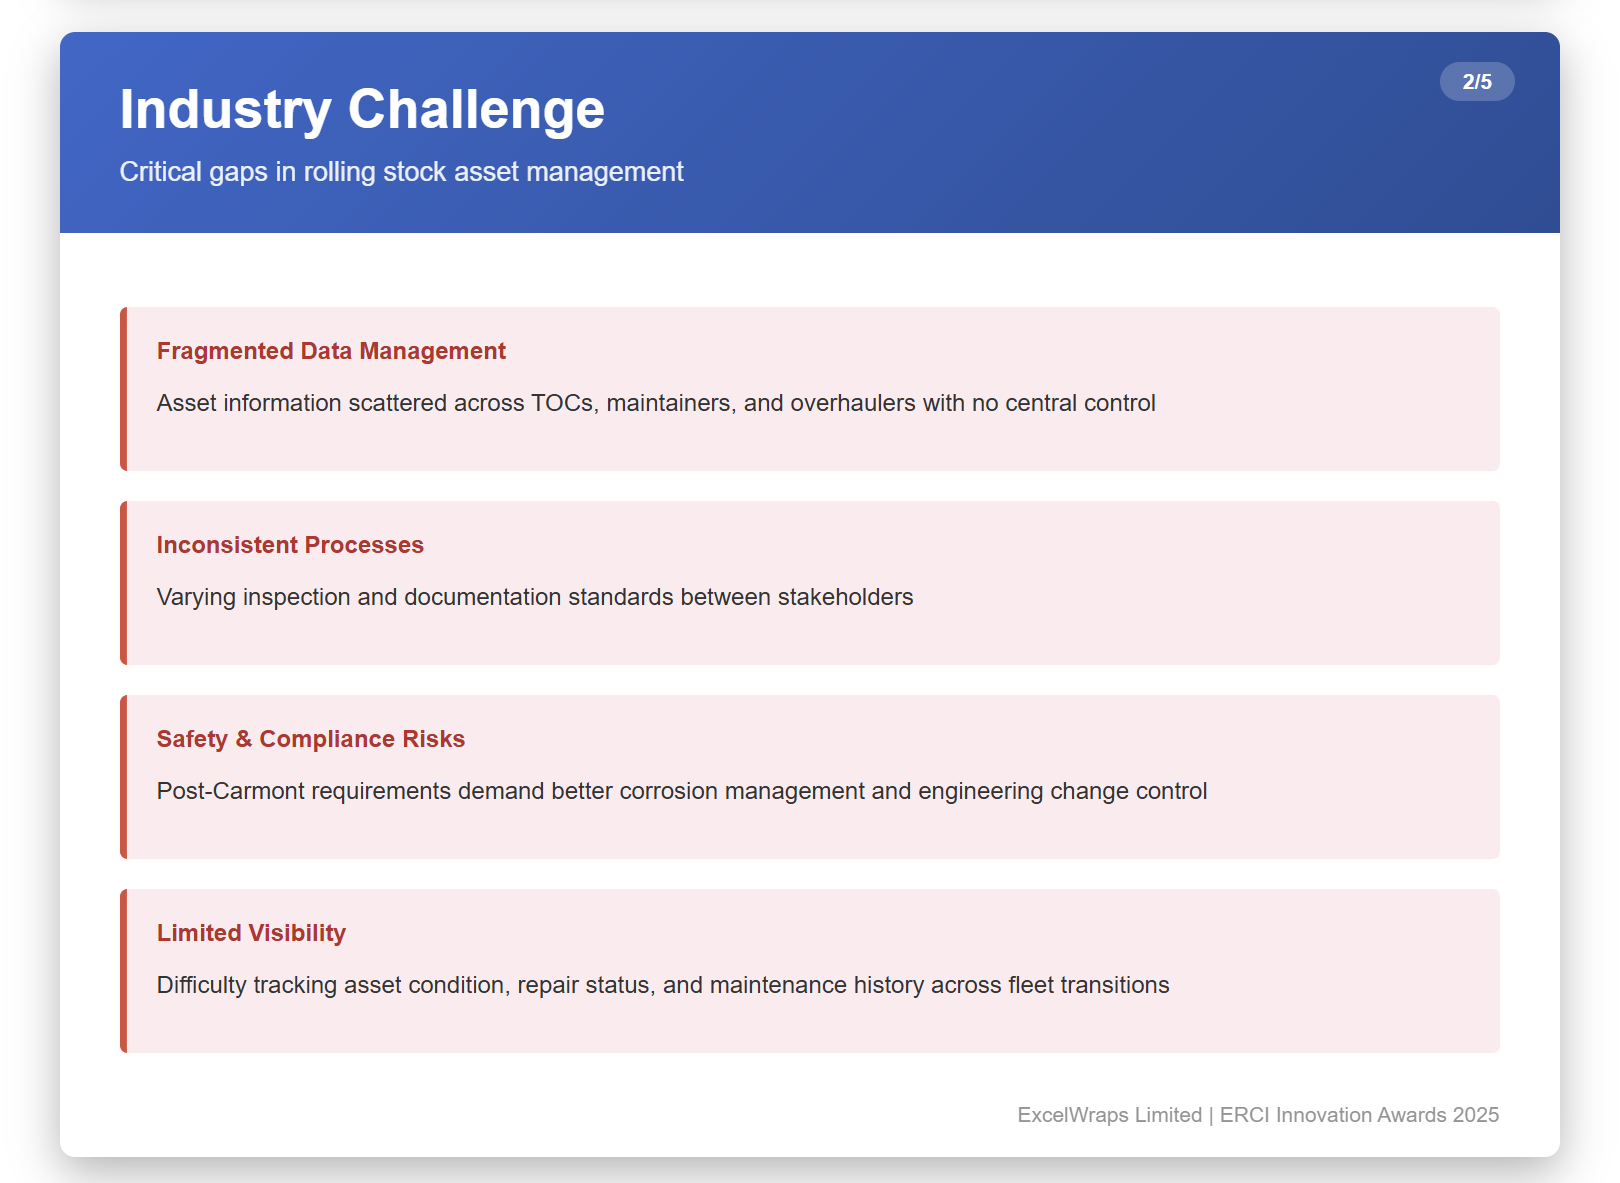 Industry Challenge
2/5
Critical gaps in rolling stock asset management
Fragmented Data Management
Asset information scattered across TOCs, maintainers, and overhaulers with no central control
Inconsistent Processes
Varying inspection and documentation standards between stakeholders
Safety & Compliance Risks
Post-Carmont requirements demand better corrosion management and engineering change control
Limited Visibility
Difficulty tracking asset condition, repair status, and maintenance history across fleet transitions
ExcelWraps Limited | ERCI Innovation Awards 2025